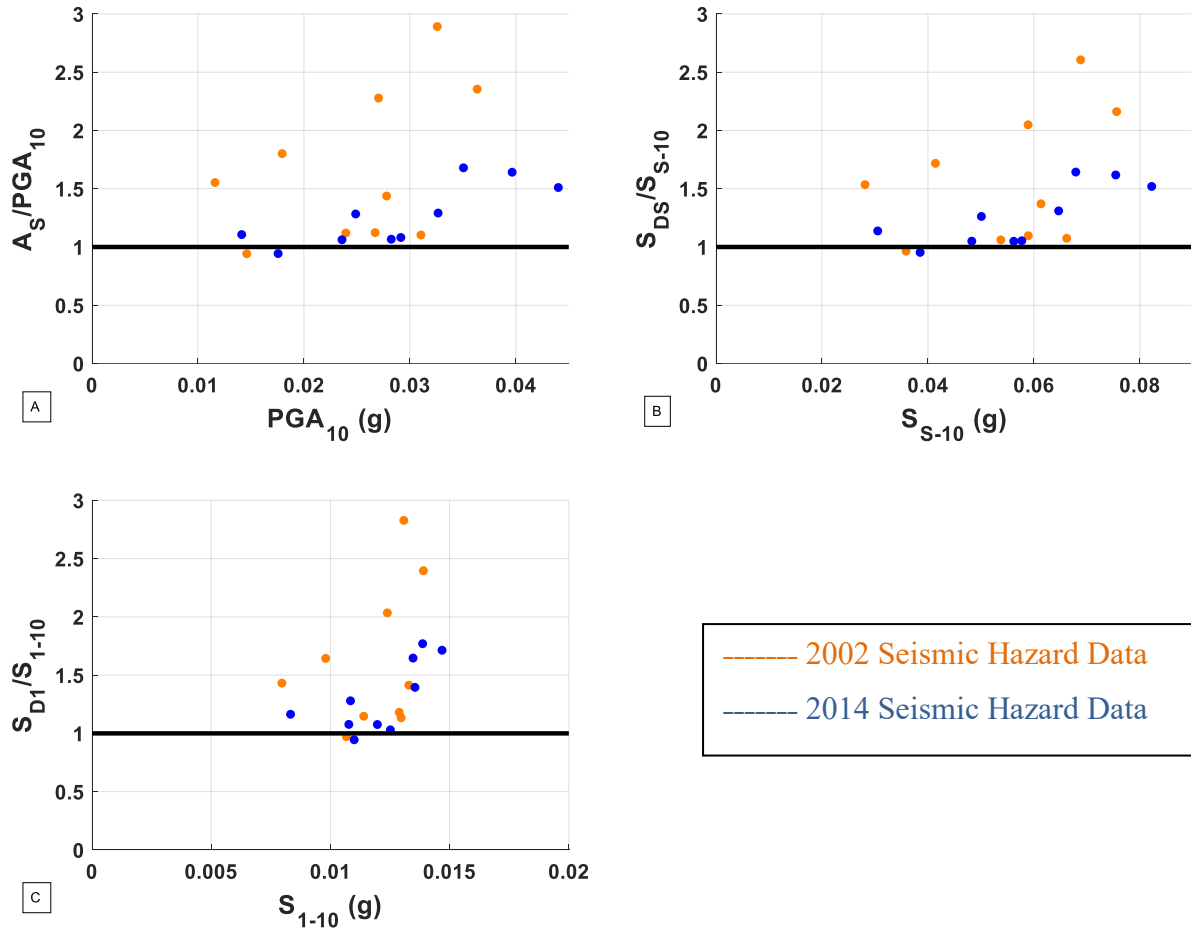 3
2.5
2
1.5
1
0.5
0
A_S/PGA_10
0 0.01 0.02 0.03 0.04
PGA_10 (g)
A
3
2.5
2
1.5
1
0.5
0
S_DS/S_S-10
0 0.02 0.04 0.06 0.08
S_S-10 (g)
B
3
2.5
2
1.5
1
0.5
0
S_D1/S_1-10
0 0.005 0.01 0.015 0.02
S_1-10 (g)
C
2002 Seismic Hazard Data
2014 Seismic Hazard Data